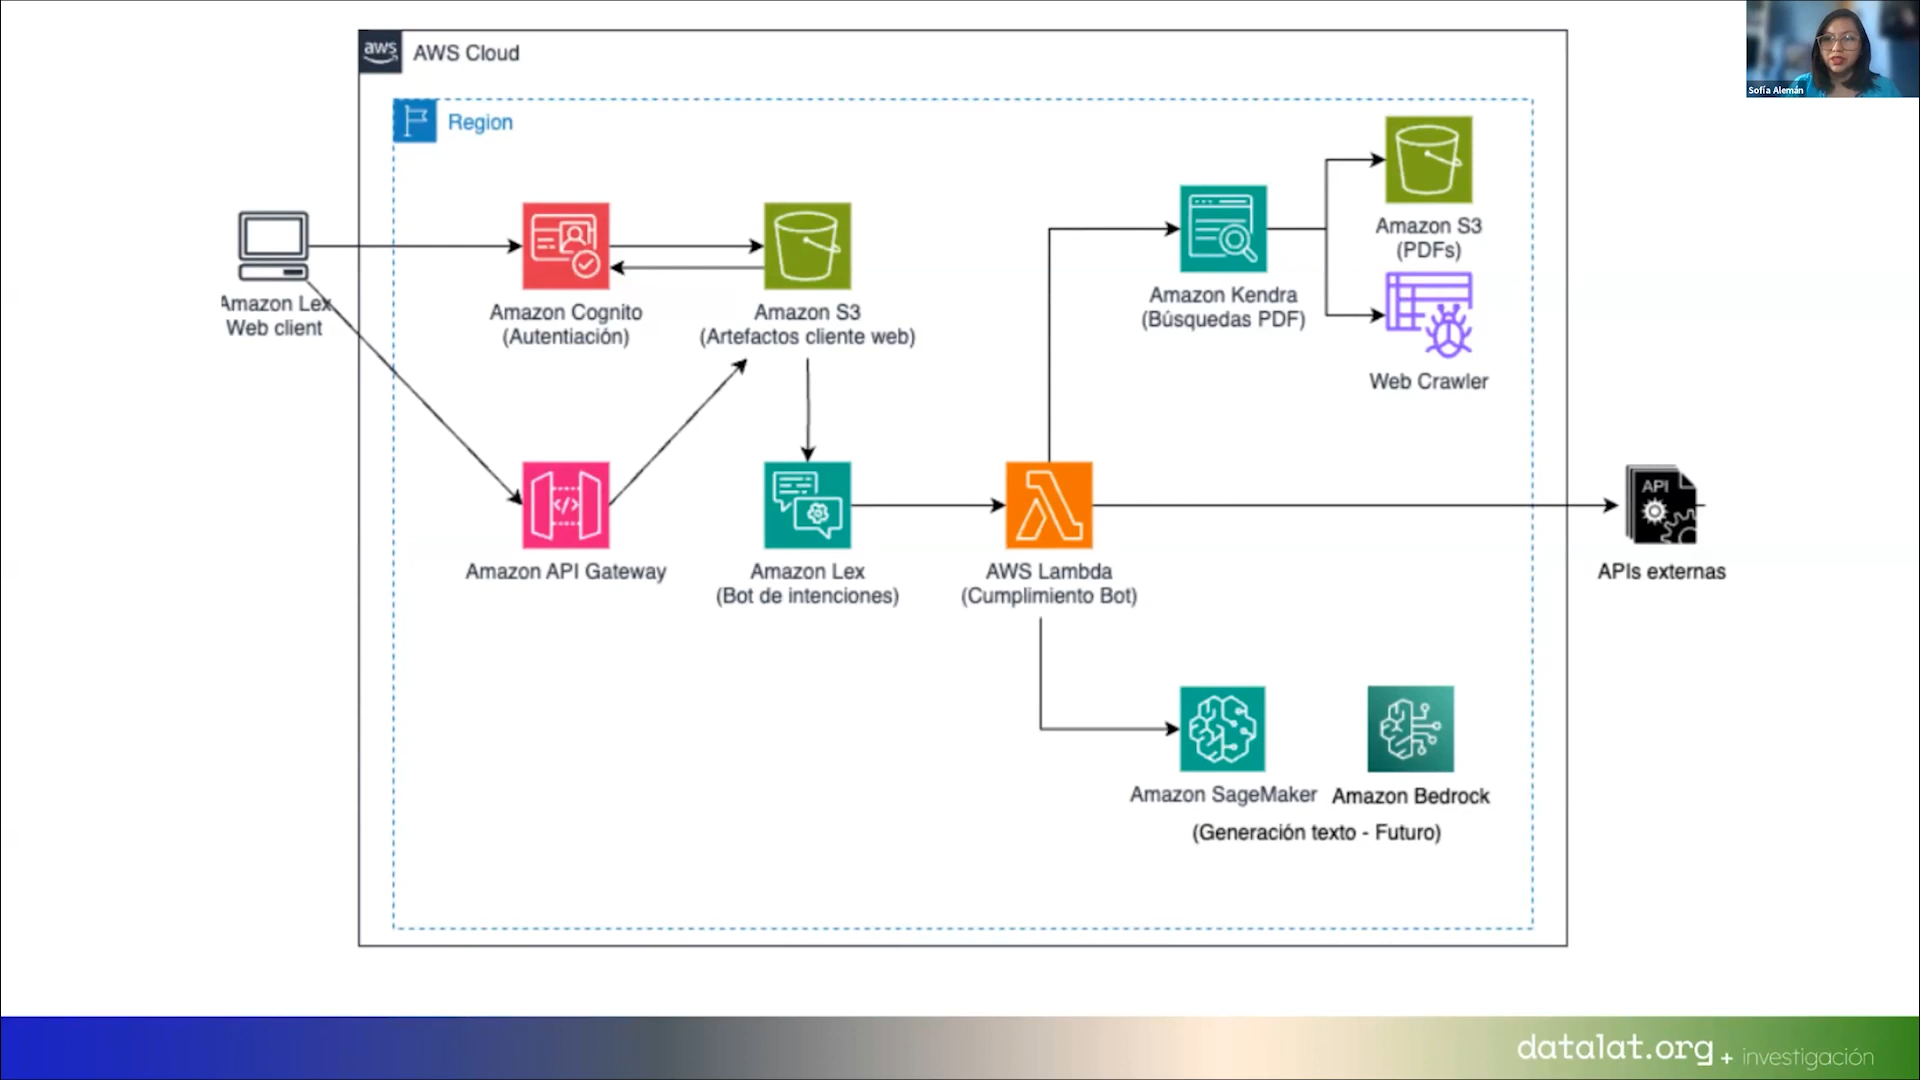 aws
AWS Cloud
Sofía Alemán
Region
Amazon Lex
Web client
Amazon Cognito
(Autentiación)
Amazon S3
(Artefactos cliente web)
Amazon Kendra
(Búsquedas PDF)
Amazon S3
(PDFs)
Web Crawler
</>
Amazon API Gateway
Amazon Lex
(Bot de intenciones)
AWS Lambda
(Cumplimiento Bot)
API
APIs externas
Amazon SageMaker
Amazon Bedrock
(Generación texto - Futuro)
datalat.org + investigación